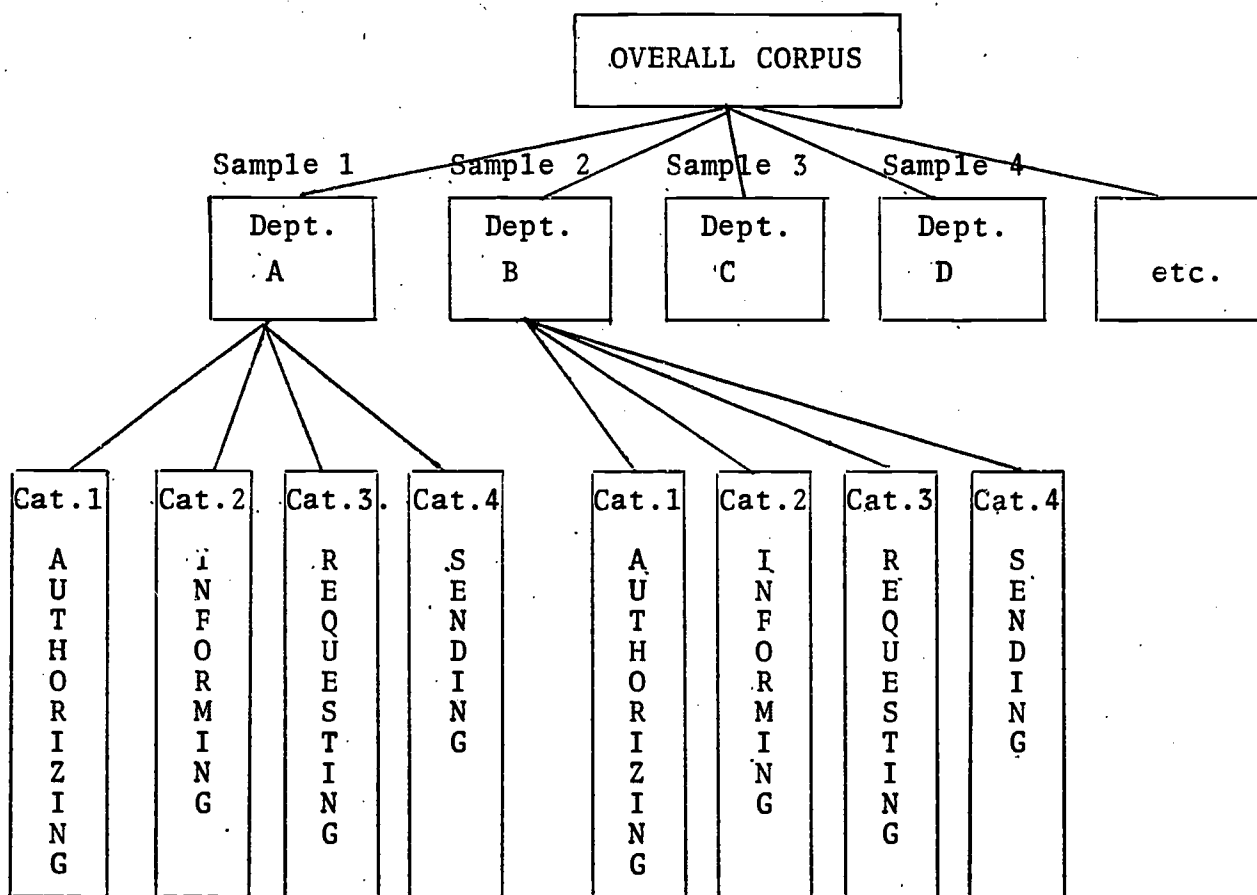 OVERALL CORPUS
Sample 1 Sample 2 Sample 3 Sample 4
Dept. A
Dept. B
Dept. C
Dept. D
etc.
Cat.1
AUTHORIZING
Cat.2
INFORMING
Cat.3.
REQUESTING
Cat.4
SENDING
Cat.1
AUTHORIZING
Cat.2
INFORMING
Cat.3
REQUESTING
Cat.4
SENDING